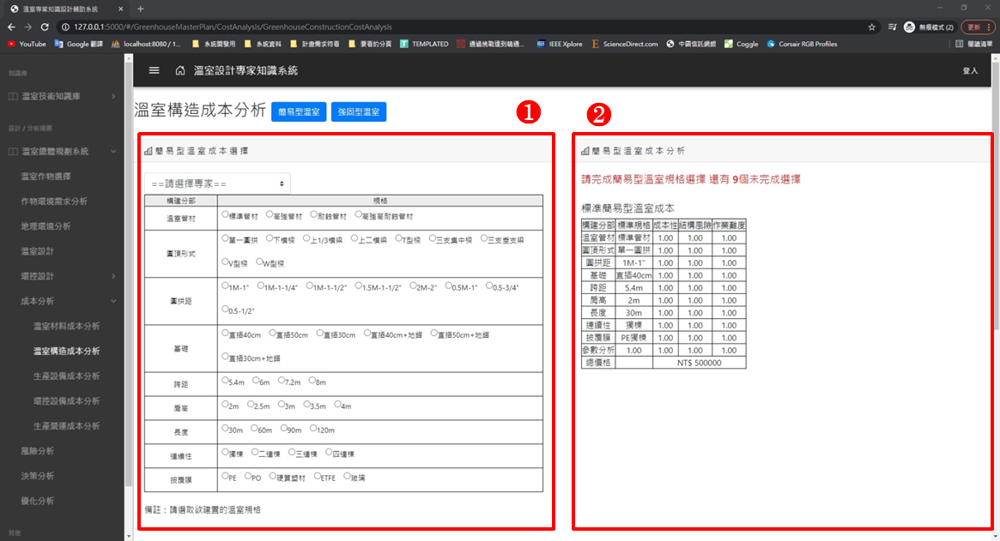 溫室專家知識設計輔助系統
127.0.0.1:5000/#/GreenhouseMasterPlan/CostAnalysis/GreenhouseConstructionCostAnalysis
無痕模式 (2)
更新
YouTube Google 翻譯 localhost:8080 / 1... 系統開發用 系統資料 計畫需求符看 要看的分頁 TEMPLATED IEEE Xplore ScienceDirect.com 中國信託網銀 Coggle Corsair RGB Profiles 閱讀清單
知識庫
溫室技術知識庫
設計 / 分析規劃
溫室總體規劃系統
溫室作物選擇
作物環境需求分析
地理環境分析
溫室設計
環控設計
成本分析
溫室材料成本分析
溫室構造成本分析
生產設備成本分析
環控設備成本分析
生產營運成本分析
風險分析
決策分析
優化分析
其他
溫室設計專家知識系統
登入
溫室構造成本分析 簡易型溫室 強固型溫室
1
簡易型溫室成本選擇
==請選擇專家==
構建分部 規格
溫室管材 標準管材 高強管材 耐蝕管材 高強高耐蝕管材
圓頂形式 單一圓拱 下橫樑 上1/3橫樑 上二橫樑 T型樑 三支集中樑 三支垂支樑
V型樑 W型樑
圓拱距 1M-1" 1M-1-1/4" 1M-1-1/2" 1.5M-1-1/2" 2M-2" 0.5M-1" 0.5-3/4"
0.5-1/2"
基礎 直插40cm 直插50cm 直插30cm 直插40cm+地錨 直插50cm+地錨
直插30cm+地錨
跨距 5.4m 6m 7.2m 8m
肩高 2m 2.5m 3m 3.5m 4m
長度 30m 60m 90m 120m
連續性 獨棟 二連棟 三連棟 四連棟
披覆膜 PE PO 硬質塑材 ETFE 玻璃
備註：請選取欲建置的溫室規格
2
簡易型溫室成本分析
請完成簡易型溫室規格選擇 還有 9個未完成選擇
標準簡易型溫室成本
構建分部 標準規格 成本性 結構風險 作業難度
溫室管材 標準管材 1.00 1.00 1.00
圓頂形式 單一圓拱 1.00 1.00 1.00
圓拱距 1M-1" 1.00 1.00 1.00
基礎 直插40cm 1.00 1.00 1.00
跨距 5.4m 1.00 1.00 1.00
肩高 2m 1.00 1.00 1.00
長度 30m 1.00 1.00 1.00
連續性 獨棟 1.00 1.00 1.00
披覆膜 PE獨棟 1.00 1.00 1.00
參數分析 1.00 1.00 1.00 1.00
總價格 NT$ 500000